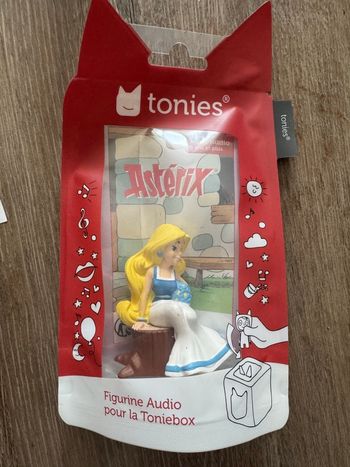 tonies®
tonies®
Astérix
Figurine Audio
pour la Toniebox